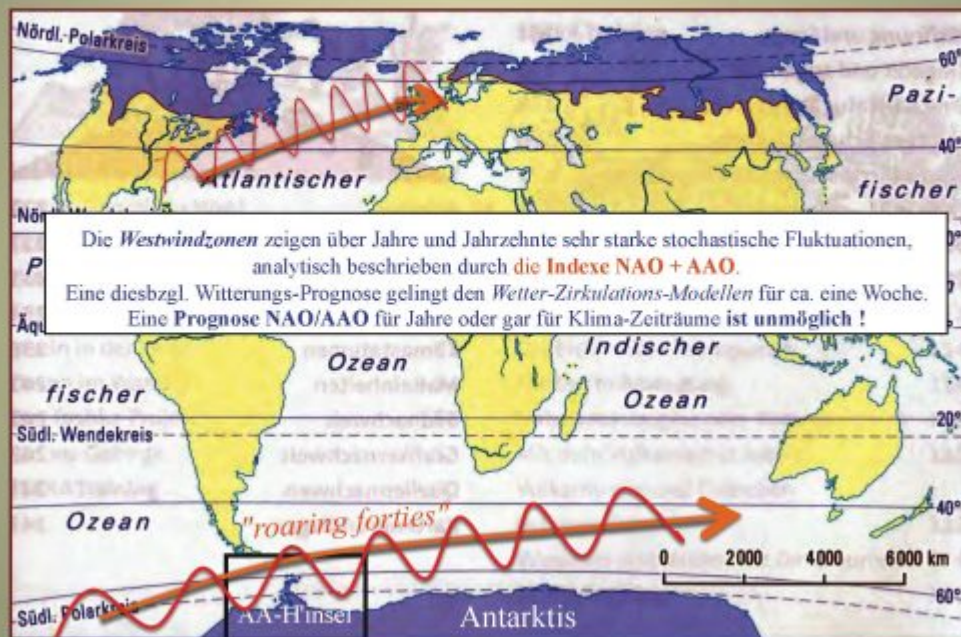 Nördl. Polarkreis
60°
Pazi-
40°
Atlantischer
fischer
Die Westwindzonen zeigen über Jahre und Jahrzehnte sehr starke stochastische Fluktuationen,
analytisch beschrieben durch die Indexe NAO + AAO.
Eine diesbzgl. Witterungs-Prognose gelingt den Wetter-Zirkulations-Modellen für ca. eine Woche.
Eine Prognose NAO/AAO für Jahre oder gar für Klima-Zeiträume ist unmöglich !
Ozean
Indischer
fischer
Ozean
20°
Südl. Wendekreis
"roaring forties"
40°
Ozean
0 2000 4000 6000 km
Südl. Polarkreis
AA-H'insel
Antarktis
60°